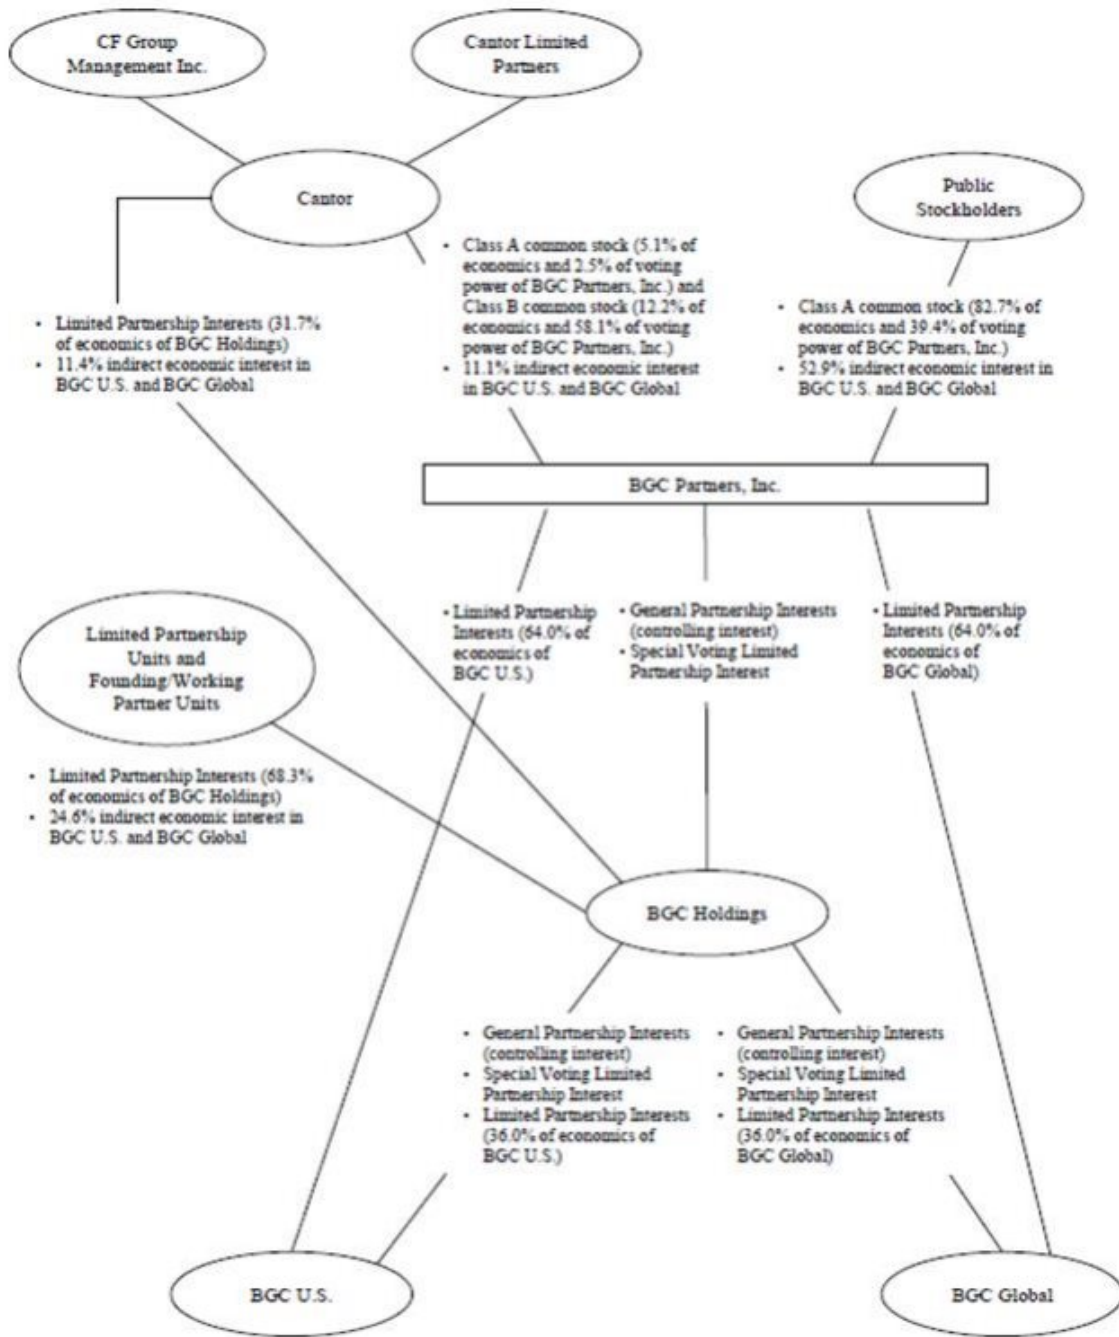 CF Group
Management Inc.
Cantor Limited
Partners
Cantor
Public
Stockholders
• Class A common stock (5.1% of
economics and 2.5% of voting
power of BGC Partners, Inc.) and
Class B common stock (12.2% of
economics and 58.1% of voting
power of BGC Partners, Inc.)
• 11.1% indirect economic interest
in BGC U.S. and BGC Global
• Class A common stock (82.7% of
economics and 39.4% of voting
power of BGC Partners, Inc.)
• 52.9% indirect economic interest in
BGC U.S. and BGC Global
• Limited Partnership Interests (31.7%
of economics of BGC Holdings)
• 11.4% indirect economic interest in
BGC U.S. and BGC Global
BGC Partners, Inc.
• Limited Partnership
Interests (64.0% of
economics of
BGC U.S.)
• General Partnership Interests
(controlling interest)
• Special Voting Limited
Partnership Interest
• Limited Partnership
Interests (64.0% of
economics of
BGC Global)
Limited Partnership
Units and
Founding/Working
Partner Units
• Limited Partnership Interests (68.3%
of economics of BGC Holdings)
• 24.6% indirect economic interest in
BGC U.S. and BGC Global
BGC Holdings
• General Partnership Interests
(controlling interest)
• Special Voting Limited
Partnership Interest
• Limited Partnership Interests
(36.0% of economics of
BGC U.S.)
• General Partnership Interests
(controlling interest)
• Special Voting Limited
Partnership Interest
• Limited Partnership Interests
(36.0% of economics of
BGC Global)
BGC U.S.
BGC Global